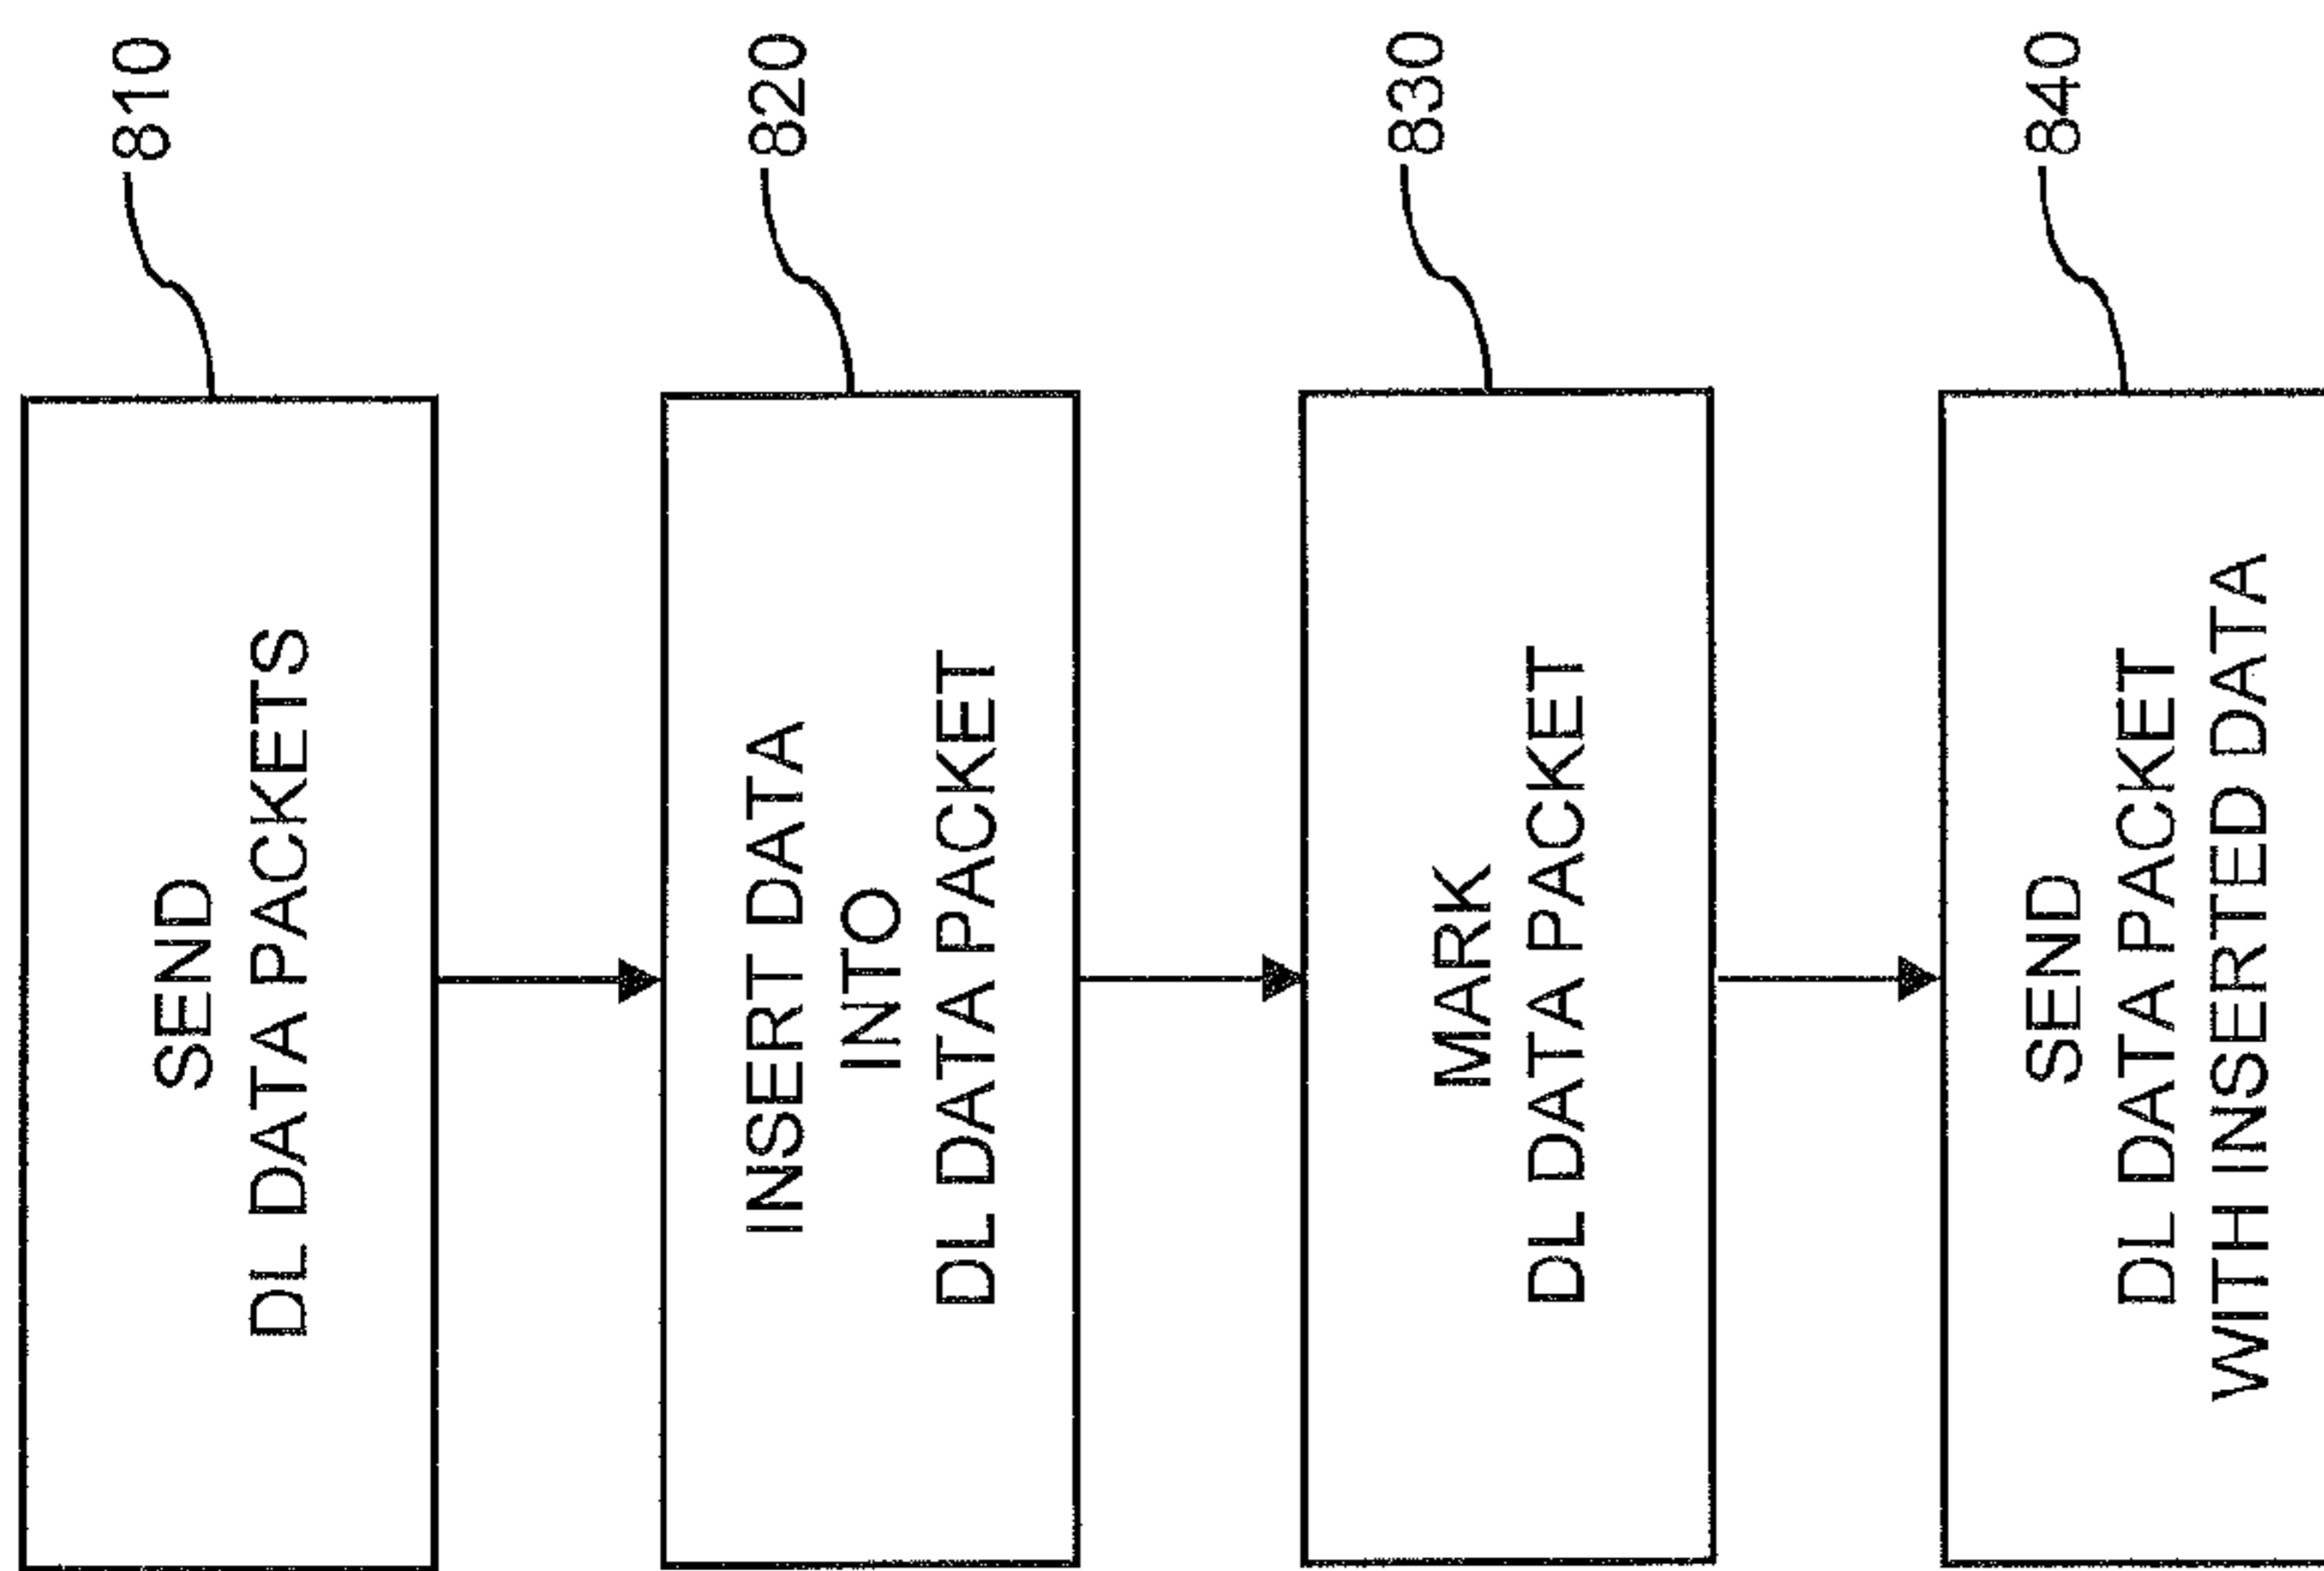 810
SEND
DL DATA PACKETS
820
INSERT DATA
INTO
DL DATA PACKET
830
MARK
DL DATA PACKET
840
SEND
DL DATA PACKET
WITH INSERTED DATA